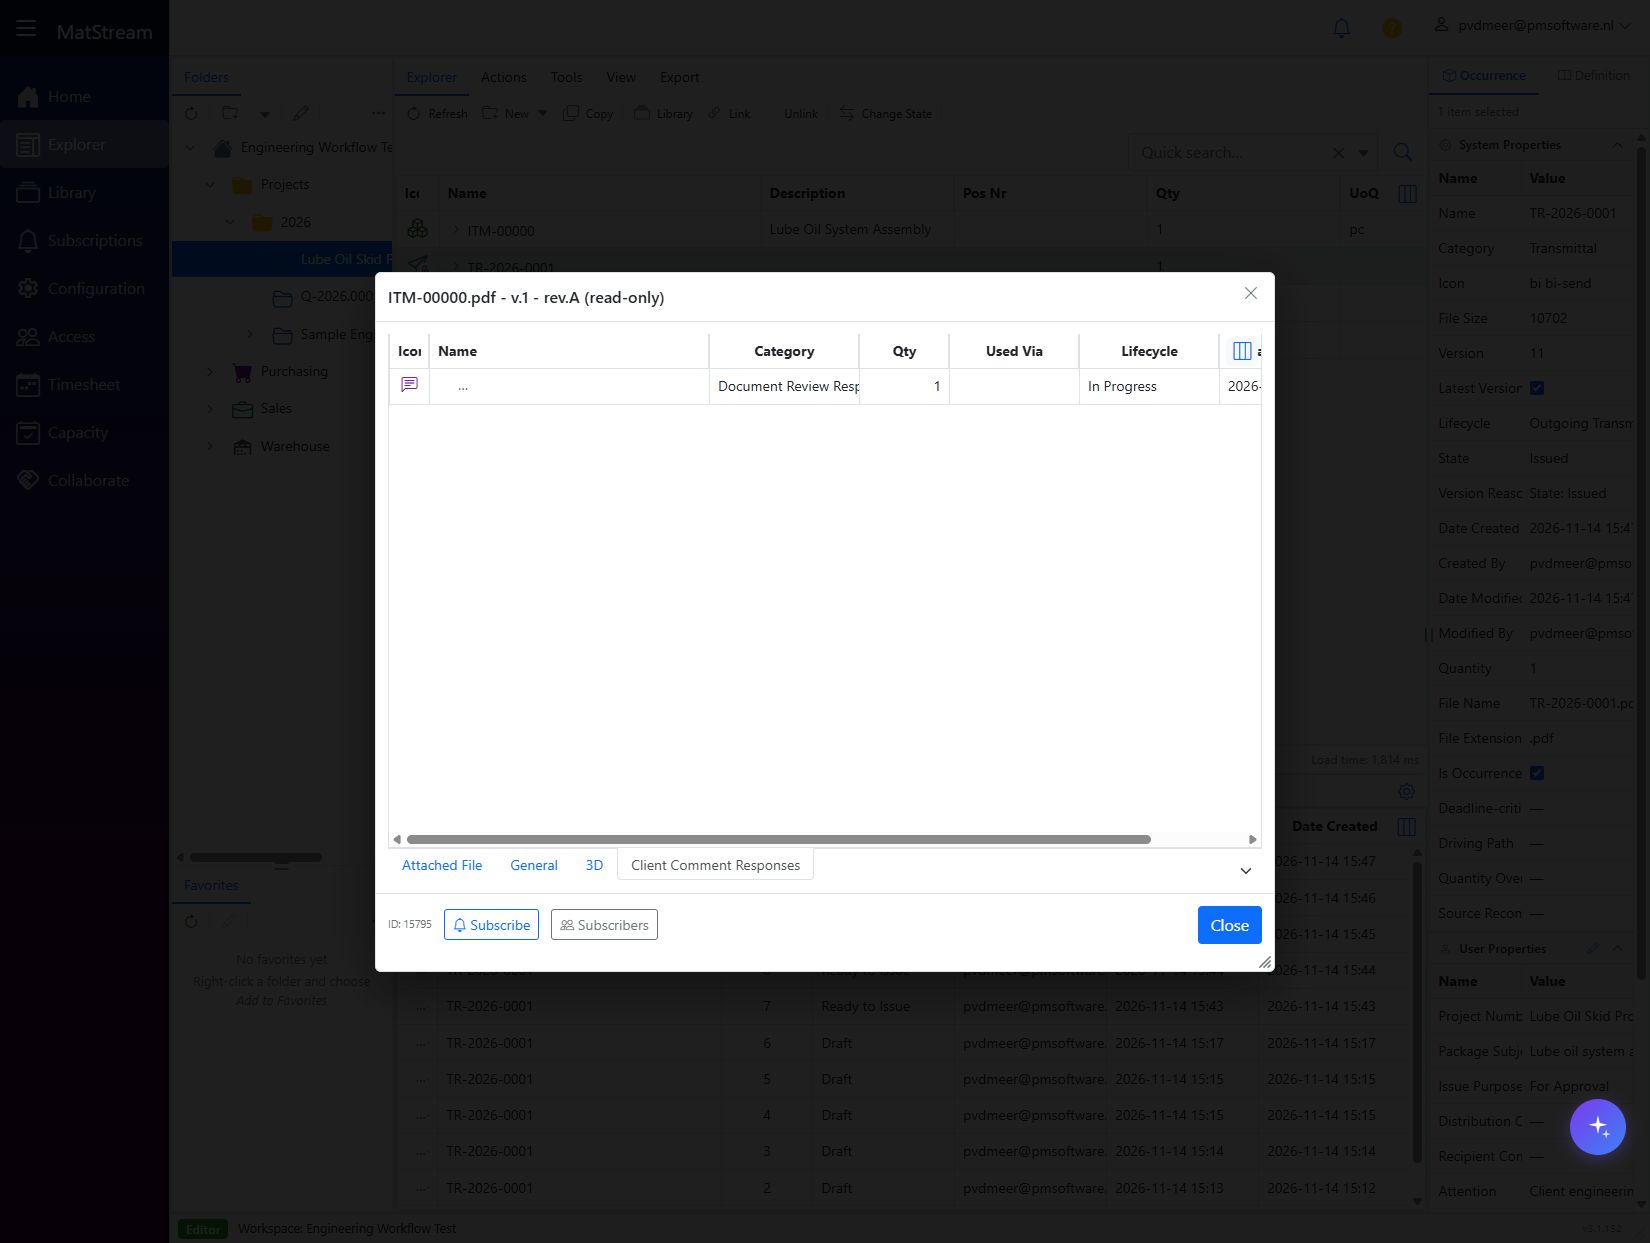 MatStream
pvdmeer@pmsoftware.nl
Home
Explorer
Library
Subscriptions
Configuration
Access
Timesheet
Capacity
Collaborate
Folders
Engineering Workflow Te
Projects
2026
Lube Oil Skid P
Q-2026.000
Sample Eng
Purchasing
Sales
Warehouse
Favorites
No favorites yet
Right-click a folder and choose
Add to Favorites
Explorer Actions Tools View Export
Refresh New Copy Library Link Unlink Change State
Quick search...
Name Description Pos Nr Qty UoQ
ITM-00000 Lube Oil System Assembly 1 pc
TR-2026-0001 1
ITM-00000.pdf - v.1 - rev.A (read-only)
Icon Name Category Qty Used Via Lifecycle
... Document Review Resp 1 In Progress 2026-
Attached File General 3D Client Comment Responses
ID: 15795 Subscribe Subscribers Close
Load time: 1,814 ms
Date Created
026-11-14 15:47
026-11-14 15:46
026-11-14 15:45
026-11-14 15:44
... TR-2026-0001 7 Ready to Issue pvdmeer@pmsoftware. 2026-11-14 15:43 2026-11-14 15:43
... TR-2026-0001 6 Draft pvdmeer@pmsoftware. 2026-11-14 15:17 2026-11-14 15:17
... TR-2026-0001 5 Draft pvdmeer@pmsoftware. 2026-11-14 15:15 2026-11-14 15:15
... TR-2026-0001 4 Draft pvdmeer@pmsoftware. 2026-11-14 15:15 2026-11-14 15:15
... TR-2026-0001 3 Draft pvdmeer@pmsoftware. 2026-11-14 15:14 2026-11-14 15:14
... TR-2026-0001 2 Draft pvdmeer@pmsoftware. 2026-11-14 15:13 2026-11-14 15:12
Occurrence Definition
1 item selected
System Properties
Name Value
Name TR-2026-0001
Category Transmittal
Icon bi bi-send
File Size 10702
Version 11
Latest Version
Lifecycle Outgoing Transm
State Issued
Version Reasc State: Issued
Date Created 2026-11-14 15:4
Created By pvdmeer@pmso
Date Modified 2026-11-14 15:4
Modified By pvdmeer@pmso
Quantity 1
File Name TR-2026-0001.pd
File Extension .pdf
Is Occurrence
Deadline-criti —
Driving Path —
Quantity Over —
Source Recon —
User Properties
Name Value
Project Numb Lube Oil Skid Pro
Package Subj Lube oil system a
Issue Purpose For Approval
Distribution C —
Recipient Con —
Attention Client engineerin
Editor Workspace: Engineering Workflow Test
v3.1.152